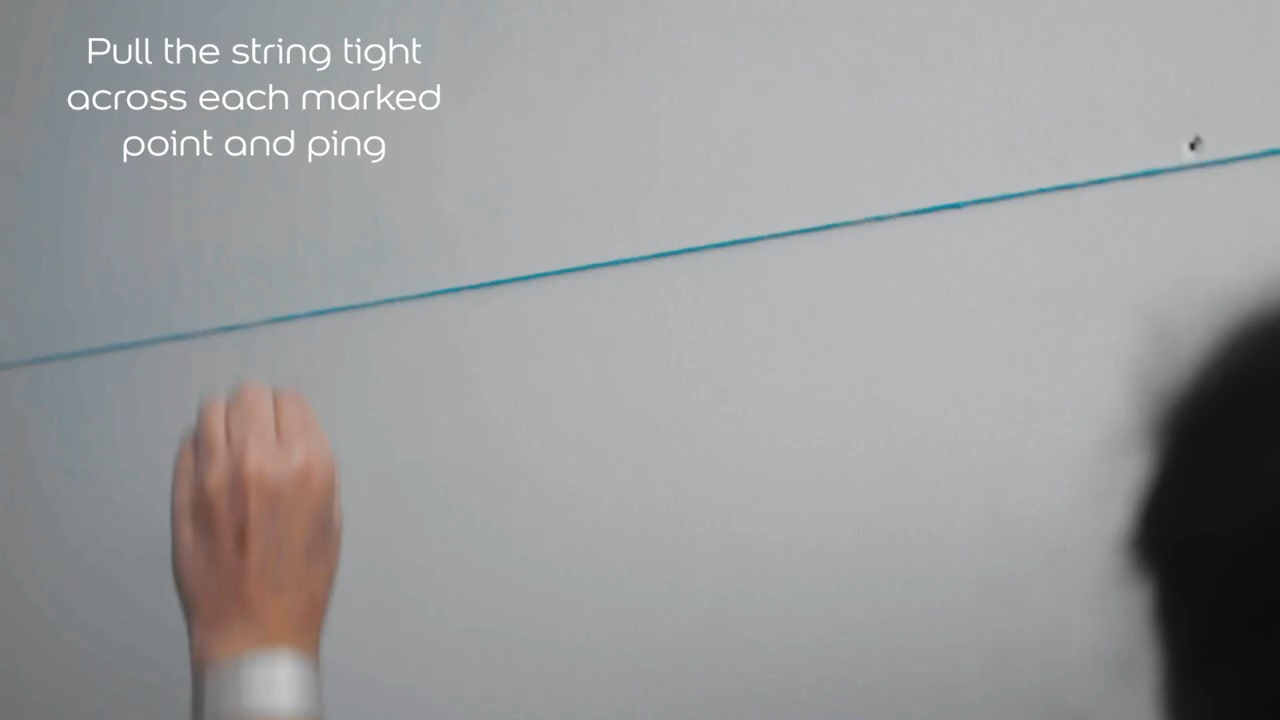 Pull the string tight
across each marked
point and ping